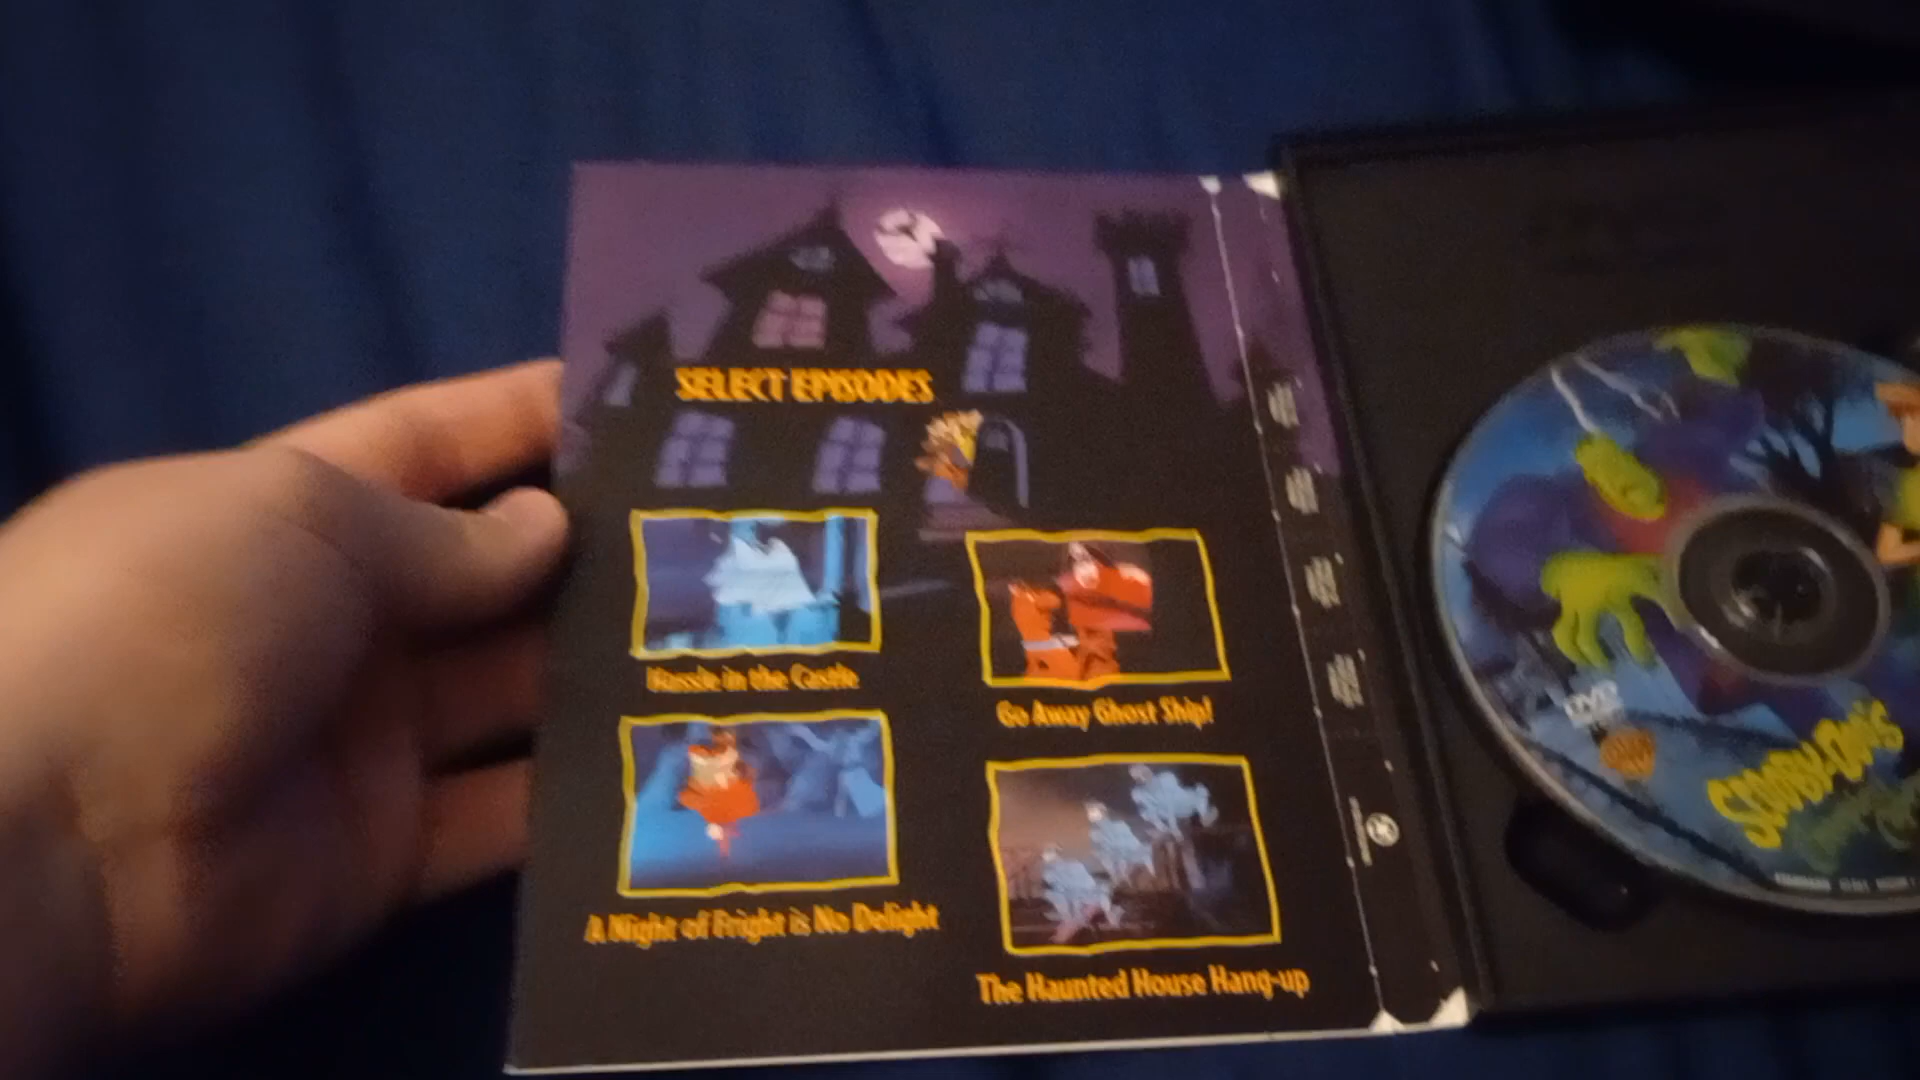 SELECT EPISODES
Hassle in the Castle
Go Away Ghost Ship!
A Night of Fright is No Delight
The Haunted House Hang-up
DVD
SCOOBY-DOO'S